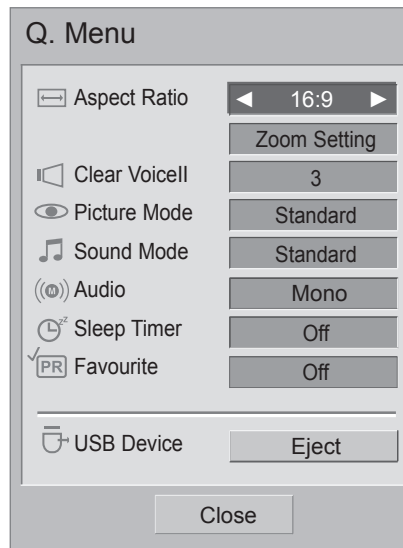 Q. Menu
Aspect Ratio ◄ 16:9 ►
Zoom Setting
Clear VoiceII 3
Picture Mode Standard
Sound Mode Standard
((M)) Audio Mono
Sleep Timer zz Off
PR Favourite Off
USB Device Eject
Close